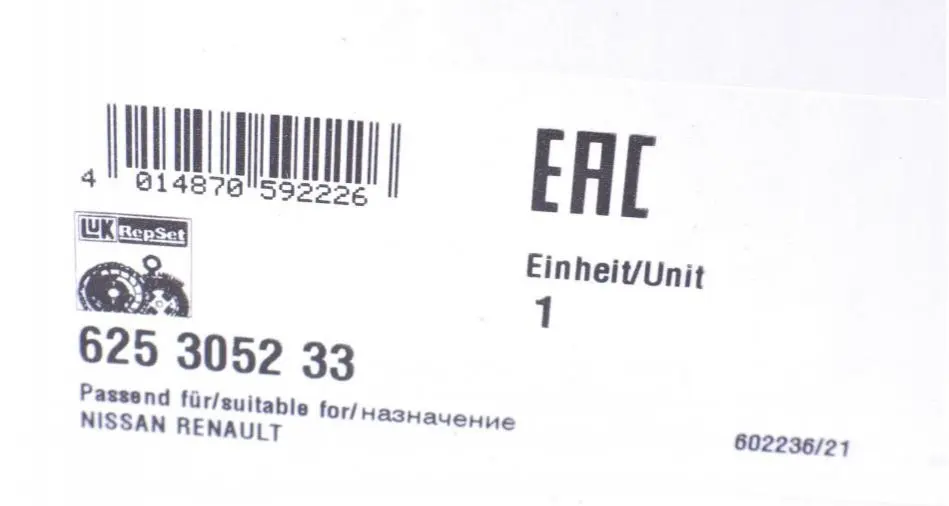 4 014870 592226
EAC
LUK RepSet
Einheit/Unit
1
625 3052 33
Passend für/suitable for/назначение
NISSAN RENAULT
602236/21